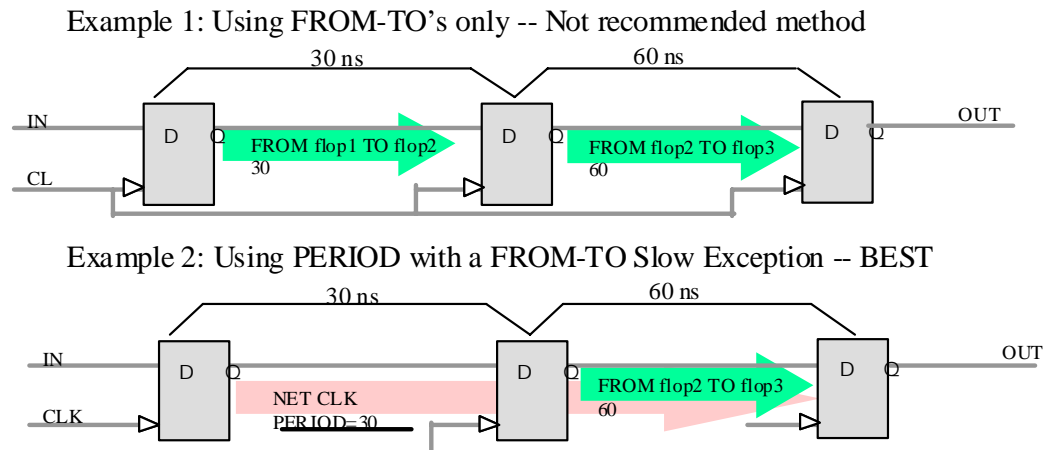 Example 1: Using FROM-TO's only -- Not recommended method
30 ns
60 ns
IN
D
Q
FROM flop1 TO flop2
30
D
FROM flop2 TO flop3
60
D
Q
OUT
CL
Example 2: Using PERIOD with a FROM-TO Slow Exception -- BEST
30 ns
60 ns
IN
D
Q
D
Q
D
Q
OUT
NET CLK
PERIOD=30
FROM flop2 TO flop3
60
CLK